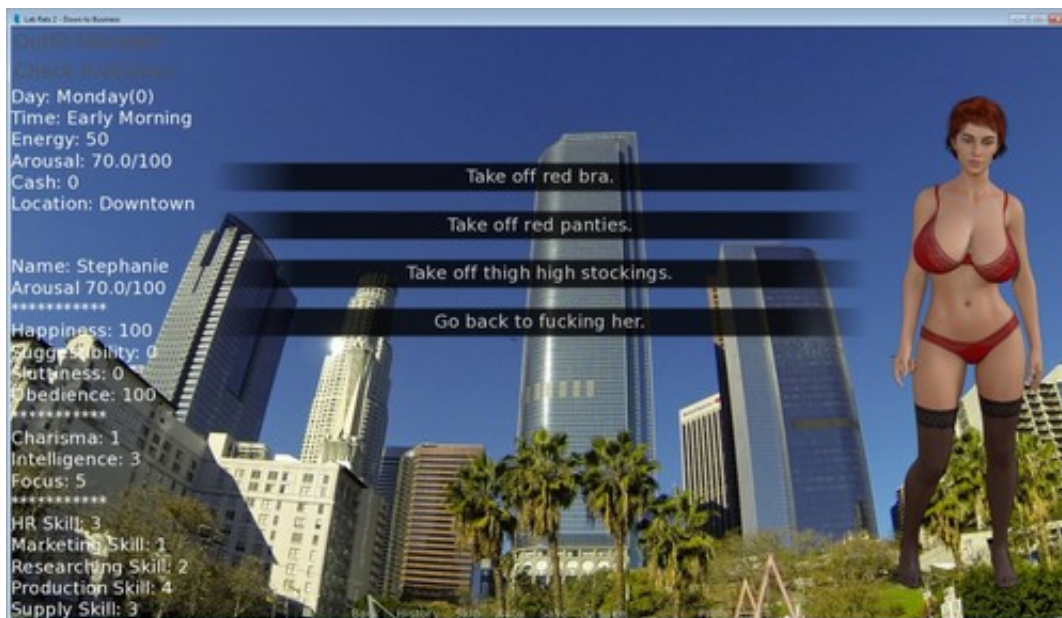 Lab Rats 2 - Down to Business
Outfit Manager
Check Inventory
Day: Monday(0)
Time: Early Morning
Energy: 50
Arousal: 70.0/100
Cash: 0
Location: Downtown
Name: Stephanie
Arousal 70.0/100
***********
Happiness: 100
Suggestibility: 0
Sluttiness: 0
Obedience: 100
***********
Charisma: 1
Intelligence: 3
Focus: 5
***********
HR Skill: 3
Marketing Skill: 1
Researching Skill: 2
Production Skill: 4
Supply Skill: 3
Take off red bra.
Take off red panties.
Take off thigh high stockings.
Go back to fucking her.